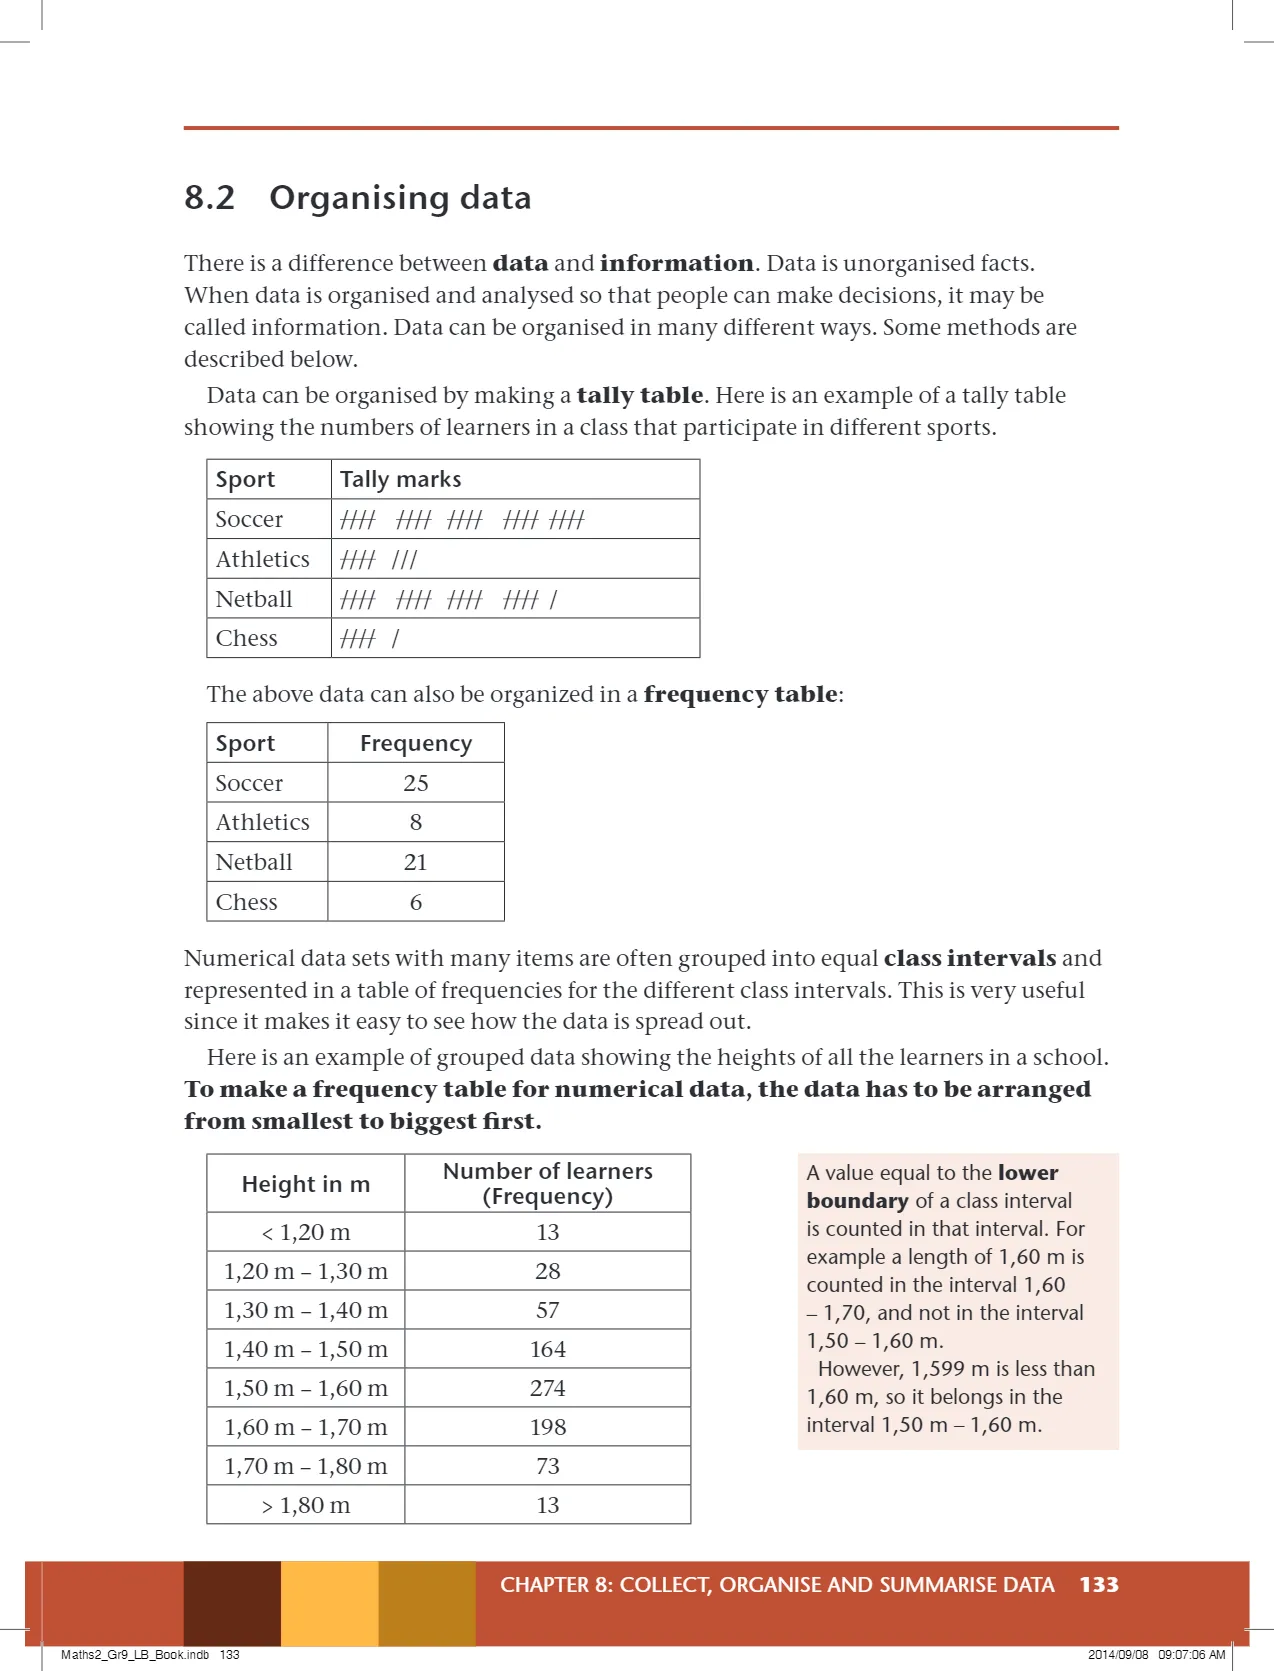 8.2 Organising data
There is a difference between data and information. Data is unorganised facts.
When data is organised and analysed so that people can make decisions, it may be
called information. Data can be organised in many different ways. Some methods are
described below.
Data can be organised by making a tally table. Here is an example of a tally table
showing the numbers of learners in a class that participate in different sports.
Sport Tally marks
Soccer //// //// //// //// ////
Athletics //// ///
Netball //// //// //// //// /
Chess //// /
The above data can also be organized in a frequency table:
Sport Frequency
Soccer 25
Athletics 8
Netball 21
Chess 6
Numerical data sets with many items are often grouped into equal class intervals and
represented in a table of frequencies for the different class intervals. This is very useful
since it makes it easy to see how the data is spread out.
Here is an example of grouped data showing the heights of all the learners in a school.
To make a frequency table for numerical data, the data has to be arranged
from smallest to biggest first.
Height in m Number of learners
(Frequency)
< 1,20 m 13
1,20 m – 1,30 m 28
1,30 m – 1,40 m 57
1,40 m – 1,50 m 164
1,50 m – 1,60 m 274
1,60 m – 1,70 m 198
1,70 m – 1,80 m 73
> 1,80 m 13
A value equal to the lower
boundary of a class interval
is counted in that interval. For
example a length of 1,60 m is
counted in the interval 1,60
– 1,70, and not in the interval
1,50 – 1,60 m.
However, 1,599 m is less than
1,60 m, so it belongs in the
interval 1,50 m – 1,60 m.
CHAPTER 8: COLLECT, ORGANISE AND SUMMARISE DATA 133
Maths2_Gr9_LB_Book.indb 133 2014/09/08 09:07:06 AM